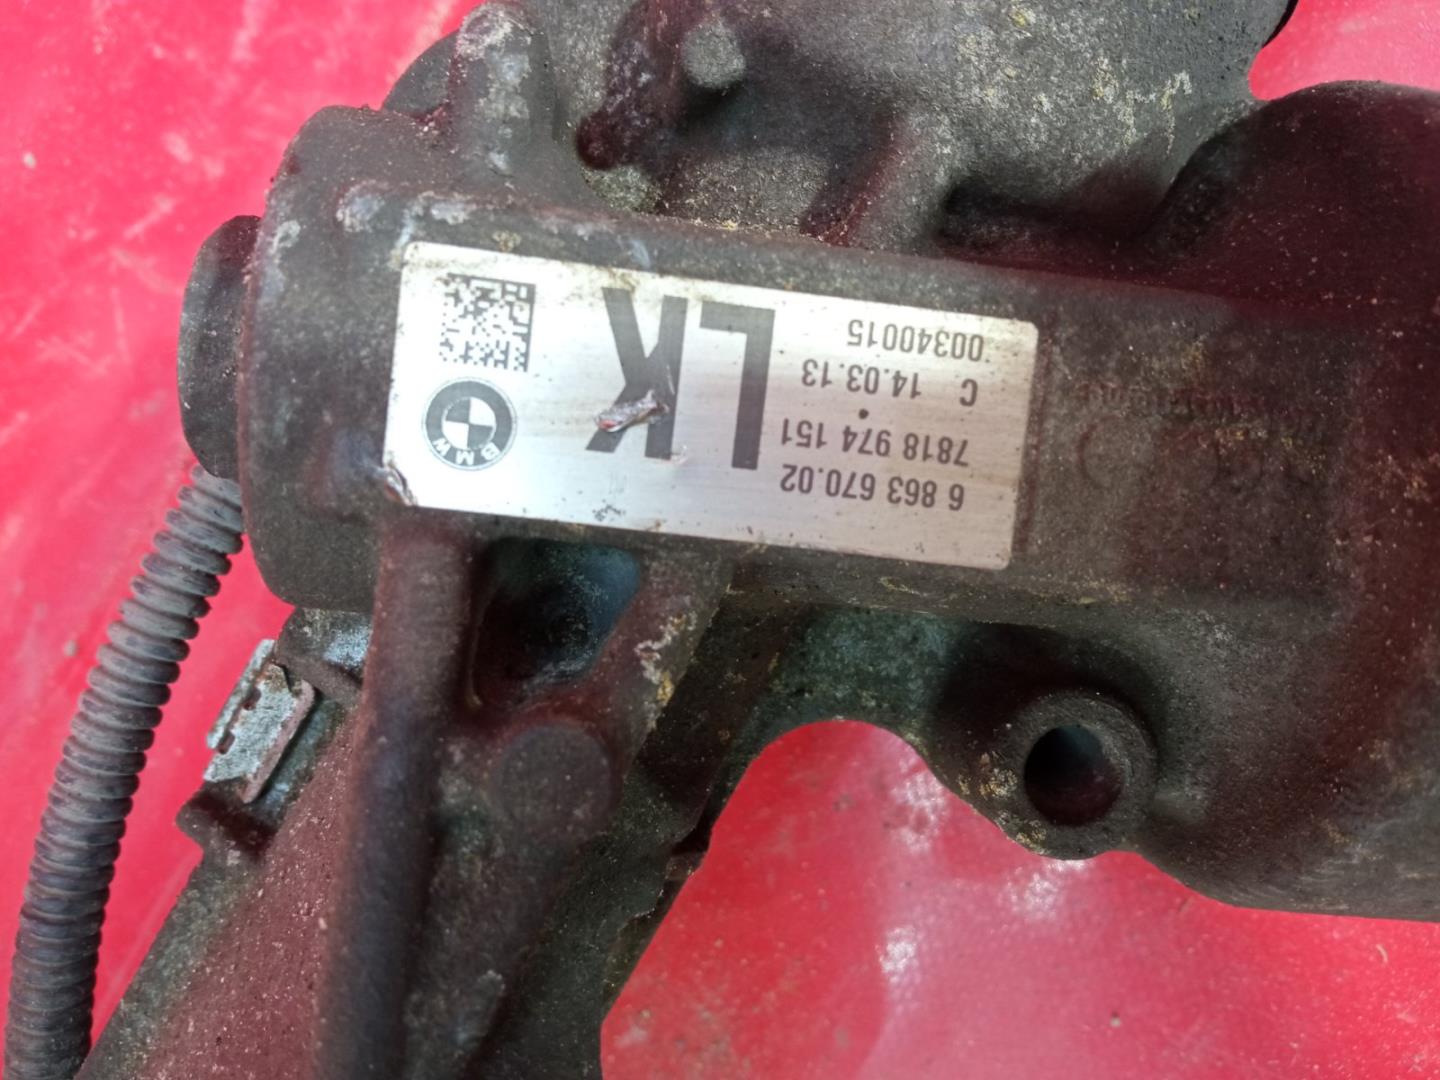 6 863 670.02
7818 974 151
C 14.03.13
00340015
LK
BMW